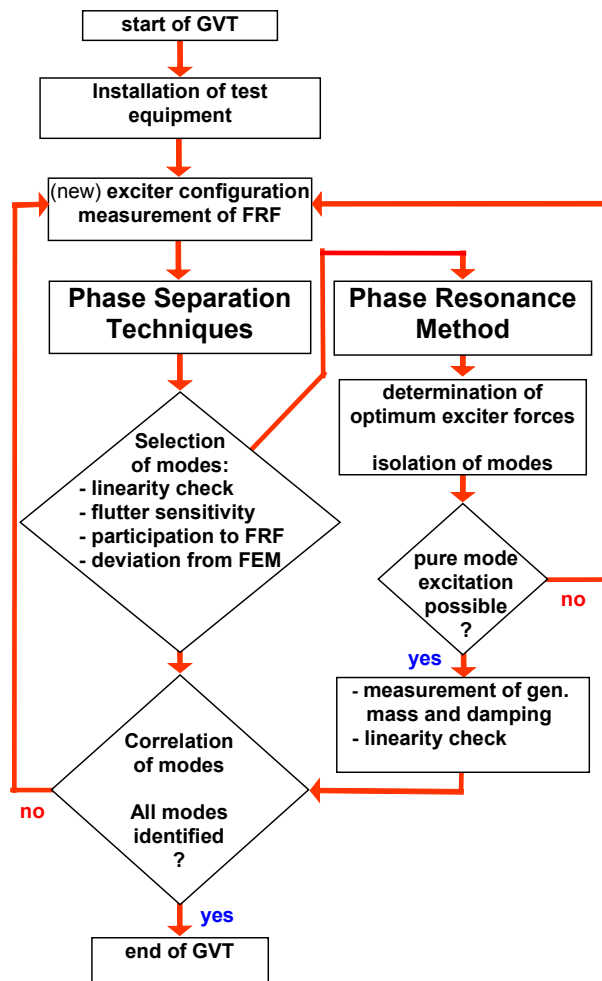 start of GVT
Installation of test
equipment
(new) exciter configuration
measurement of FRF
Phase Separation
Techniques
Phase Resonance
Method
Selection
of modes:
- linearity check
- flutter sensitivity
- participation to FRF
- deviation from FEM
determination of
optimum exciter forces
isolation of modes
pure mode
excitation
possible
?
no
yes
- measurement of gen.
mass and damping
- linearity check
Correlation
of modes
All modes
identified
?
no
yes
end of GVT